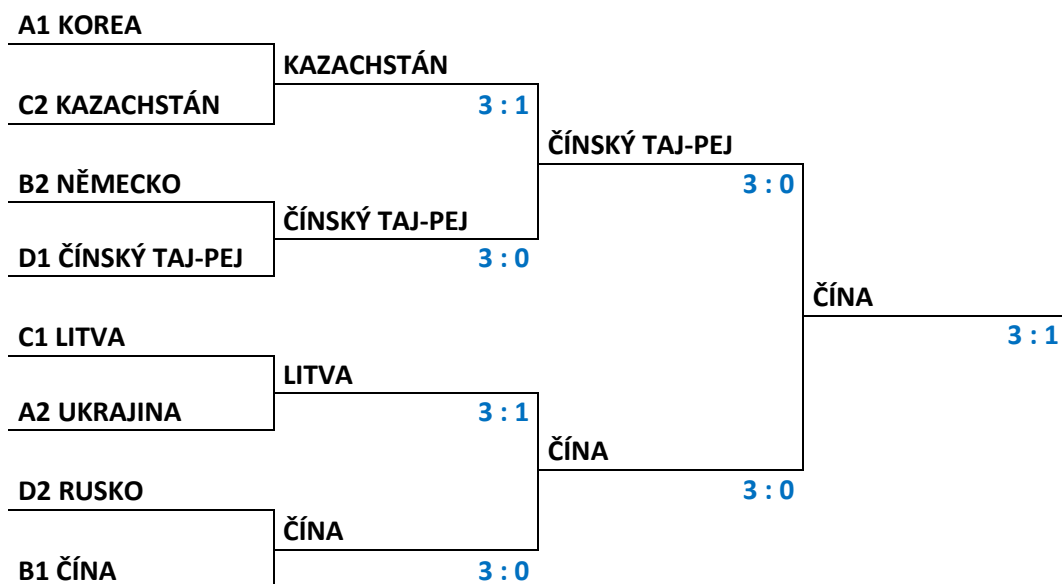 A1 KOREA
KAZACHSTÁN
C2 KAZACHSTÁN
3 : 1
ČÍNSKÝ TAJ-PEJ
B2 NĚMECKO
3 : 0
ČÍNSKÝ TAJ-PEJ
D1 ČÍNSKÝ TAJ-PEJ
3 : 0
ČÍNA
C1 LITVA
3 : 1
LITVA
A2 UKRAJINA
3 : 1
ČÍNA
D2 RUSKO
3 : 0
ČÍNA
B1 ČÍNA
3 : 0